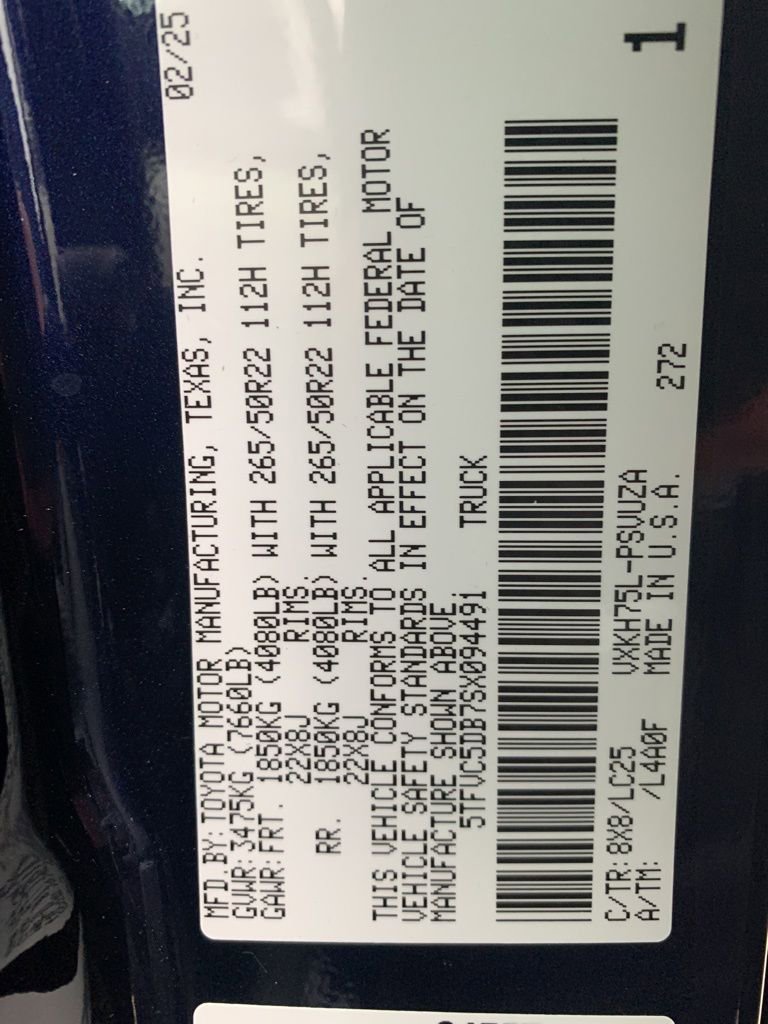 02/25
MFD.BY:TOYOTA MOTOR MANUFACTURING, TEXAS, INC.
GVWR:3475KG (7660LB)
GAWR:FRT. 1850KG (4080LB) WITH 265/50R22 112H TIRES,
22X8J RIMS.
RR. 1850KG (4080LB) WITH 265/50R22 112H TIRES,
22X8J RIMS.
THIS VEHICLE CONFORMS TO ALL APPLICABLE FEDERAL MOTOR
VEHICLE SAFETY STANDARDS IN EFFECT ON THE DATE OF
MANUFACTURE SHOWN ABOVE.
5TFVC5DB7SX094491 TRUCK
C/TR:8X8/LC25 VXKH75L-PSVUZA
A/TM: /L4A0F MADE IN U.S.A. 272
1